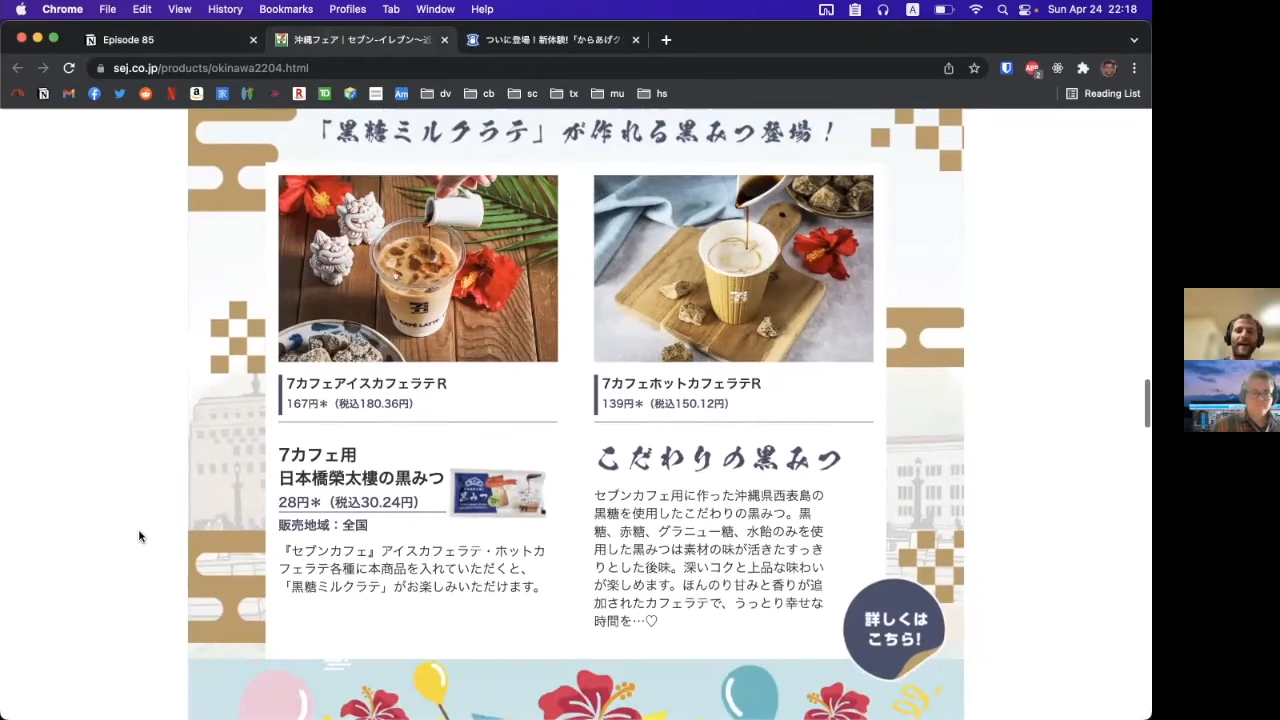 Chrome File Edit View History Bookmarks Profiles Tab Window Help
A
Sun Apr 24 22:18
Episode 85
沖縄フェア｜セブン‐イレブン〜近
ついに登場！新体験!「からあげク
sej.co.jp/products/okinawa2204.html
ABP
2
dv
cb
sc
tx
mu
hs
Reading List
「黒糖ミルクラテ」が作れる黒みつ登場！
CAFÉ LATTE
7カフェアイスカフェラテR
167円＊（税込180.36円）
7カフェホットカフェラテR
139円＊（税込150.12円）
7カフェ用
日本橋榮太樓の黒みつ
28円＊（税込30.24円）
販売地域：全国
『セブンカフェ』アイスカフェラテ・ホットカ
フェラテ各種に本商品を入れていただくと、
「黒糖ミルクラテ」がお楽しみいただけます。
黒みつ
こだわりの黒みつ
セブンカフェ用に作った沖縄県西表島の
黒糖を使用したこだわりの黒みつ。黒
糖、赤糖、グラニュー糖、水飴のみを使
用した黒みつは素材の味が活きたすっき
りとした後味。深いコクと上品な味わい
が楽しめます。ほんのり甘みと香りが追
加されたカフェラテで、うっとり幸せな
時間を…♡
詳しくは
こちら!